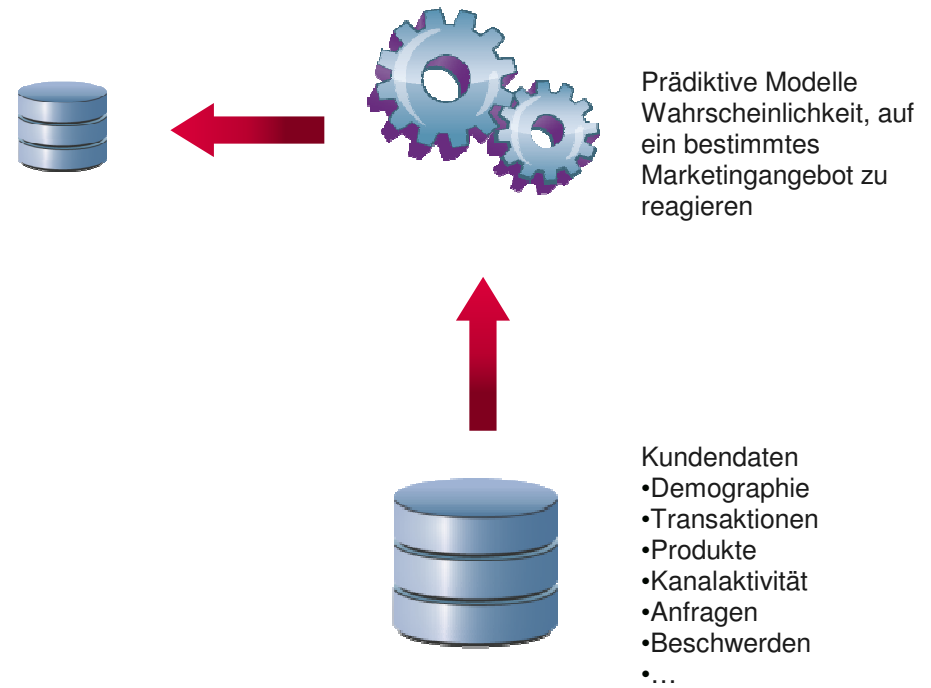 Prädiktive Modelle
Wahrscheinlichkeit, auf
ein bestimmtes
Marketingangebot zu
reagieren
Kundendaten
•Demographie
•Transaktionen
•Produkte
•Kanalaktivität
•Anfragen
•Beschwerden
•…